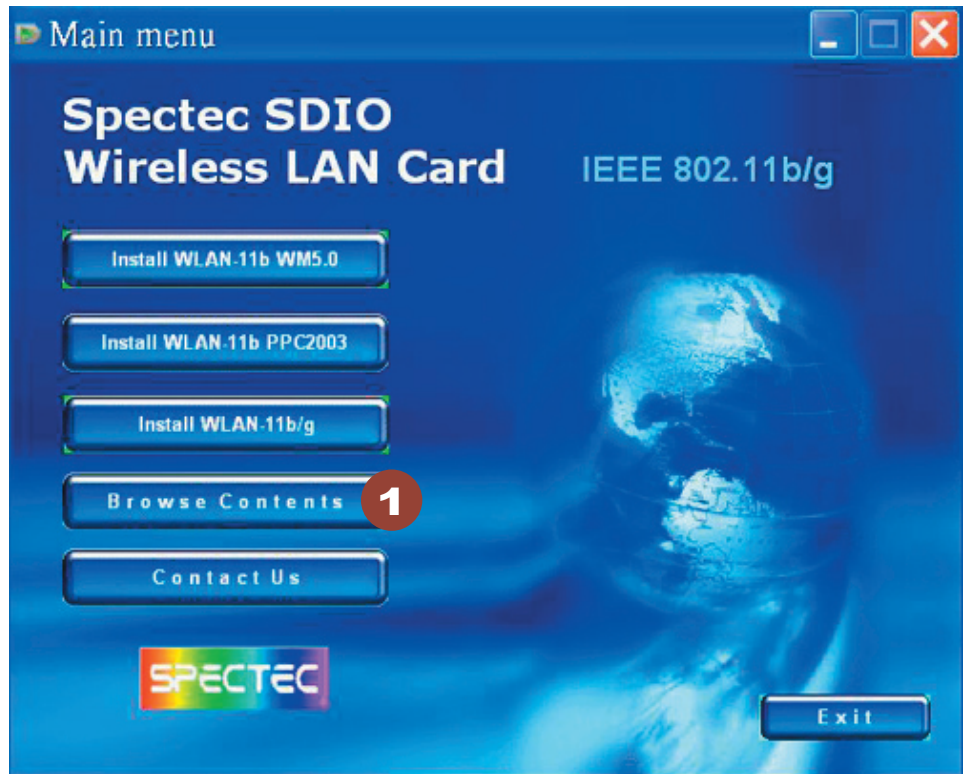 Main menu
Spectec SDIO
Wireless LAN Card
IEEE 802.11b/g
Install WLAN-11b WM5.0
Install WLAN-11b PPC2003
Install WLAN-11b/g
Browse Contents
1
Contact Us
SPECTEC
Exit